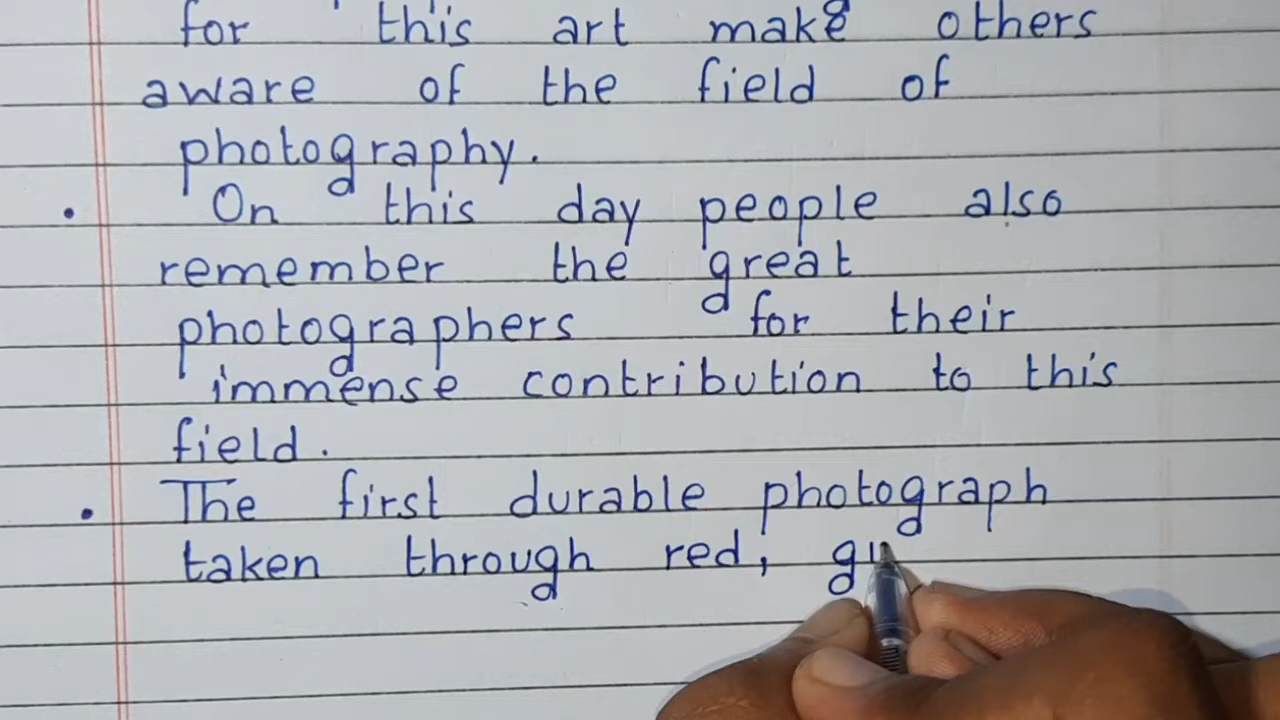 for this art make others
aware of the field of
photography.
• On this day people also
remember the great
photographers for their
immense contribution to this
field.
• The first durable photograph
taken through red,